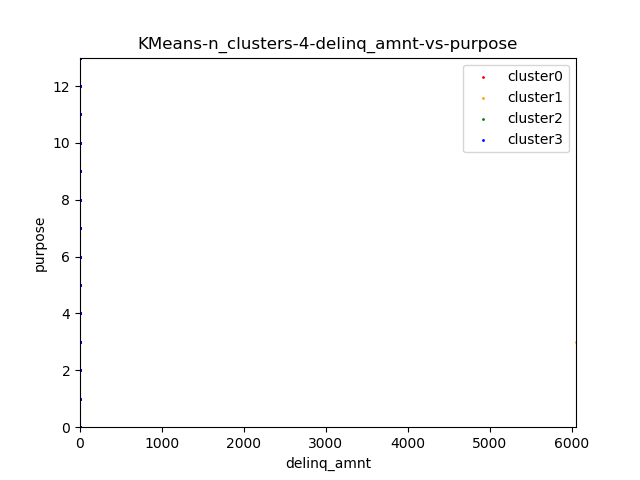 KMeans-n_clusters-4-delinq_amnt-vs-purpose
cluster0
cluster1
cluster2
cluster3
12
10
8
6
4
2
0
purpose
0 1000 2000 3000 4000 5000 6000
delinq_amnt